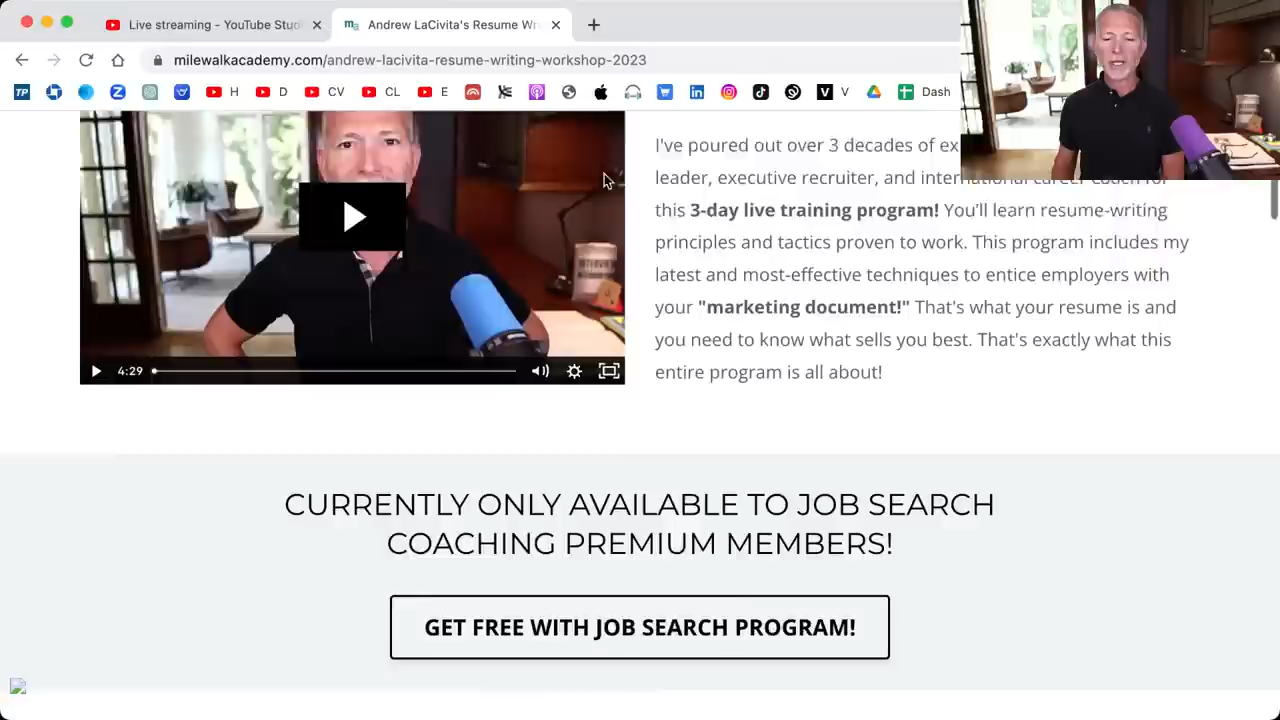 Live streaming - YouTube Stud
Andrew LaCivita's Resume Wr
milewalkacademy.com/andrew-lacivita-resume-writing-workshop-2023
H D CV CL E V Dash
I've poured out over 3 decades of ex
leader, executive recruiter, and international career coach for
this 3-day live training program! You'll learn resume-writing
principles and tactics proven to work. This program includes my
latest and most-effective techniques to entice employers with
your "marketing document!" That's what your resume is and
you need to know what sells you best. That's exactly what this
entire program is all about!
4:29
CURRENTLY ONLY AVAILABLE TO JOB SEARCH
COACHING PREMIUM MEMBERS!
GET FREE WITH JOB SEARCH PROGRAM!